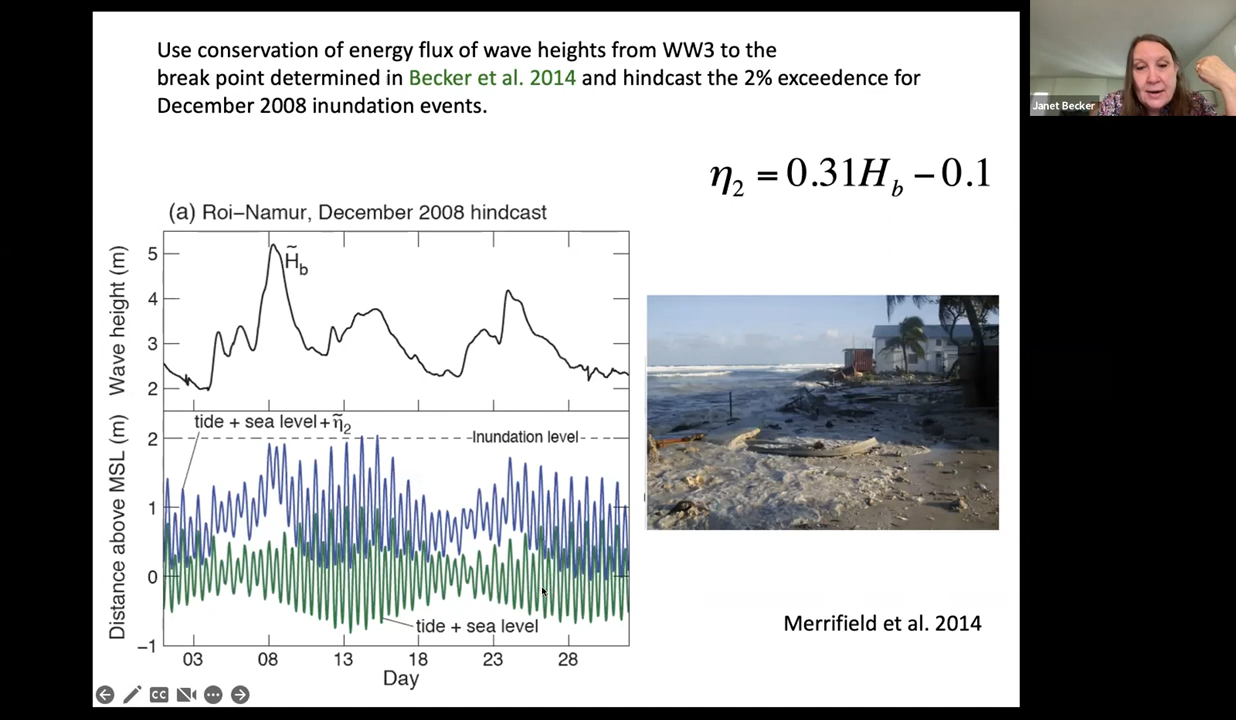 Use conservation of energy flux of wave heights from WW3 to the
break point determined in Becker et al. 2014 and hindcast the 2% exceedence for
December 2008 inundation events.
Janet Becker
η₂ = 0.31H_b − 0.1
(a) Roi–Namur, December 2008 hindcast
Wave height (m)
5
4
3
2
H̃_b
Distance above MSL (m)
2
1
0
−1
tide + sea level + η̃₂
Inundation level
tide + sea level
03 08 13 18 23 28
Day
Merrifield et al. 2014
CC